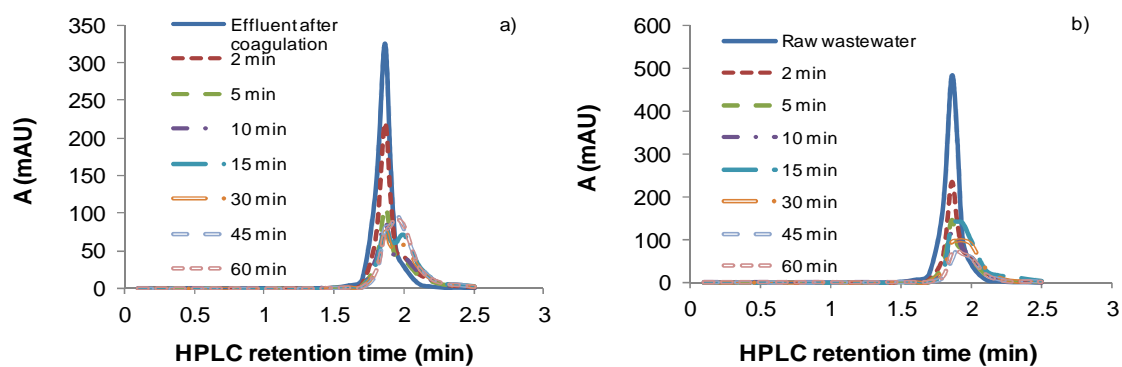 a)
350
300
250
200
150
100
50
0
A (mAU)
Effluent after
coagulation
2 min
5 min
10 min
15 min
30 min
45 min
60 min
0 0.5 1 1.5 2 2.5 3
HPLC retention time (min)
b)
600
500
400
300
200
100
0
A (mAU)
Raw wastewater
2 min
5 min
10 min
15 min
30 min
45 min
60 min
0 0.5 1 1.5 2 2.5 3
HPLC retention time (min)